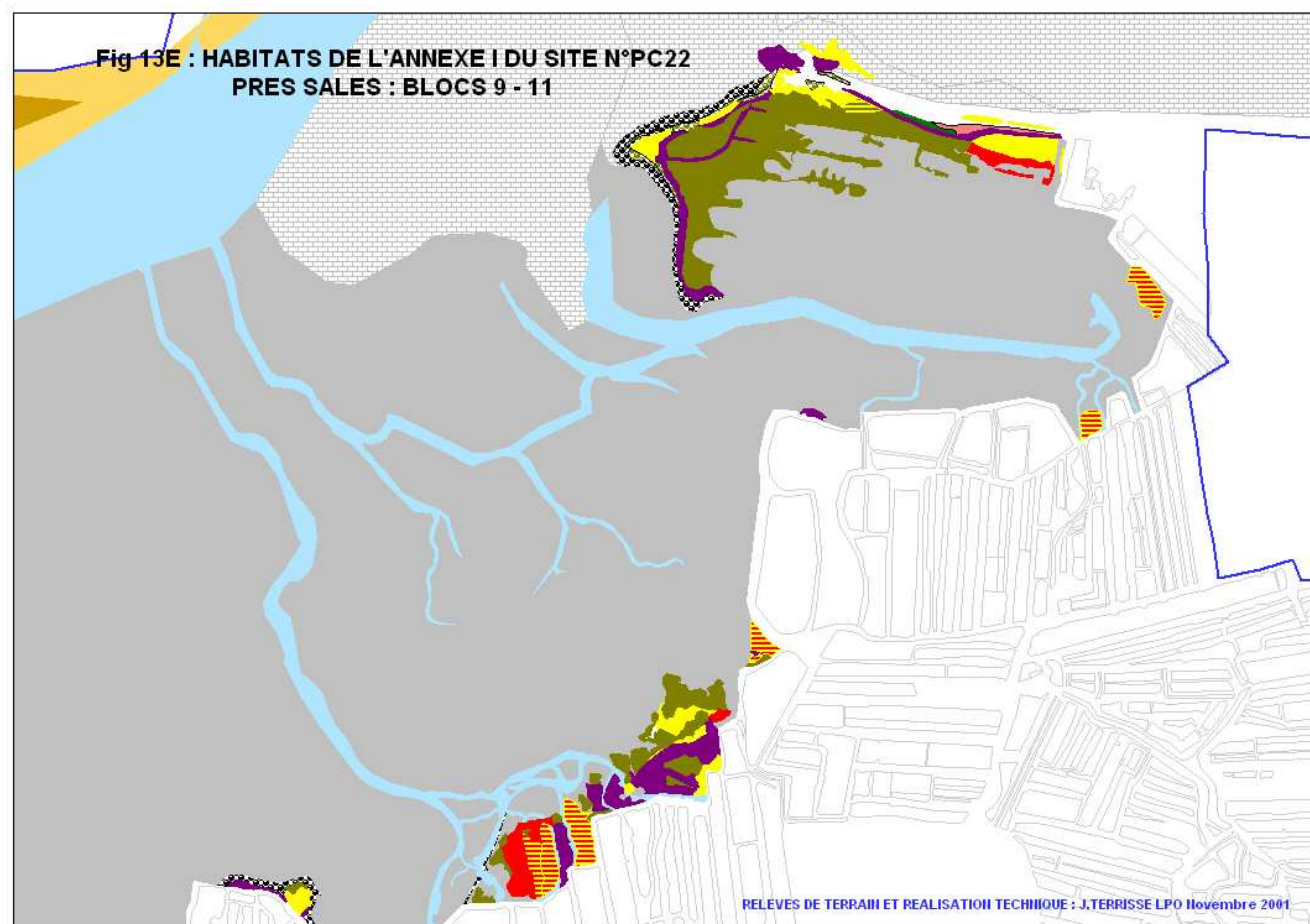 Fig 13E : HABITATS DE L'ANNEXE I DU SITE N°PC22
PRES SALES : BLOCS 9 - 11
RELEVES DE TERRAIN ET REALISATION TECHNIQUE : J.TERRISSE LPO Novembre 2001